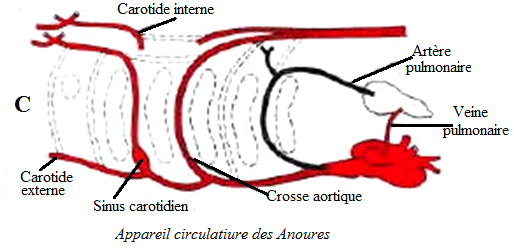 Carotide interne
Artère
pulmonaire
C
Veine
pulmonaire
Carotide
externe
Sinus carotidien
Crosse aortique
Appareil circulatiure des Anoures